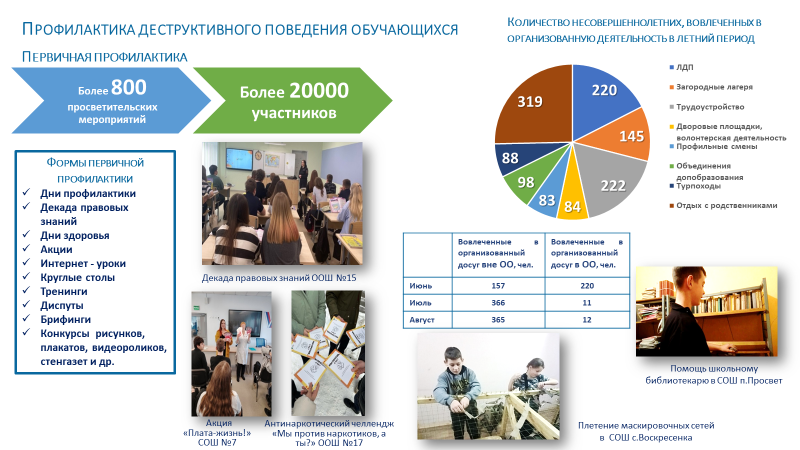 Профилактика деструктивного поведения обучающихся
Первичная профилактика
Более 800
просветительских
мероприятий
Более 20000
участников
Формы первичной
профилактики
Дни профилактики
Декада правовых
знаний
Дни здоровья
Акции
Интернет - уроки
Круглые столы
Тренинги
Диспуты
Брифинги
Конкурсы рисунков,
плакатов, видеороликов,
стенгазет и др.
Декада правовых знаний ООШ №15
Акция
«Плата-жизнь!»
СОШ №7
Антинаркотический челлендж
«Мы против наркотиков, а
ты?» ООШ №17
Количество несовершеннолетних, вовлеченных в
организованную деятельность в летний период
220
145
222
84
83
98
88
319
ЛДП
Загородные лагеря
Трудоустройство
Дворовые площадки,
волонтерская деятельность
Профильные смены
Объединения
допобразования
Турпоходы
Отдых с родственниками
Вовлеченные в
организованный
досуг вне ОО, чел.
Вовлеченные в
организованный
досуг в ОО, чел.
Июнь 157 220
Июль 366 11
Август 365 12
Помощь школьному
библиотекарю в СОШ п.Просвет
Плетение маскировочных сетей
в СОШ с.Воскресенка